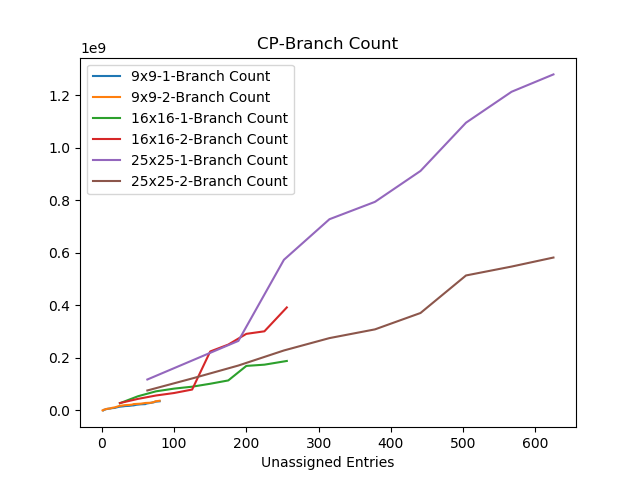 CP-Branch Count
1e9
9x9-1-Branch Count
9x9-2-Branch Count
16x16-1-Branch Count
16x16-2-Branch Count
25x25-1-Branch Count
25x25-2-Branch Count
1.2
1.0
0.8
0.6
0.4
0.2
0.0
0 100 200 300 400 500 600
Unassigned Entries